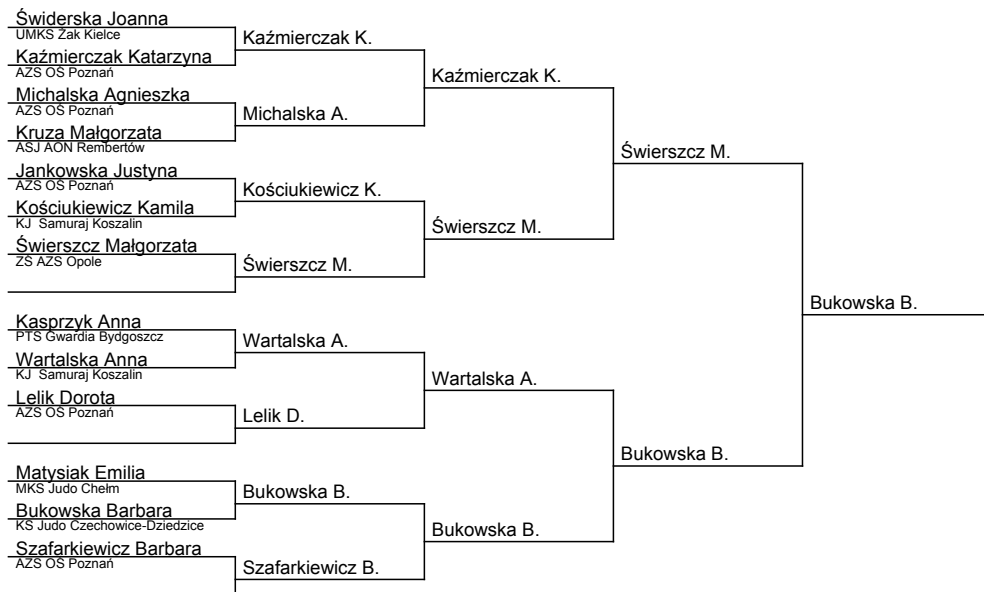 Świderska Joanna
UMKS Żak Kielce
Kaźmierczak Katarzyna
AZS OŚ Poznań
Michalska Agnieszka
AZS OŚ Poznań
Kruza Małgorzata
ASJ AON Rembertów
Jankowska Justyna
AZS OŚ Poznań
Kościukiewicz Kamila
KJ Samuraj Koszalin
Świerszcz Małgorzata
ZŚ AZS Opole
Kasprzyk Anna
PTS Gwardia Bydgoszcz
Wartalska Anna
KJ Samuraj Koszalin
Lelik Dorota
AZS OŚ Poznań
Matysiak Emilia
MKS Judo Chełm
Bukowska Barbara
KS Judo Czechowice-Dziedzice
Szafarkiewicz Barbara
AZS OŚ Poznań
Kaźmierczak K.
Michalska A.
Kościukiewicz K.
Świerszcz M.
Wartalska A.
Lelik D.
Bukowska B.
Szafarkiewicz B.
Kaźmierczak K.
Świerszcz M.
Wartalska A.
Bukowska B.
Świerszcz M.
Bukowska B.
Bukowska B.